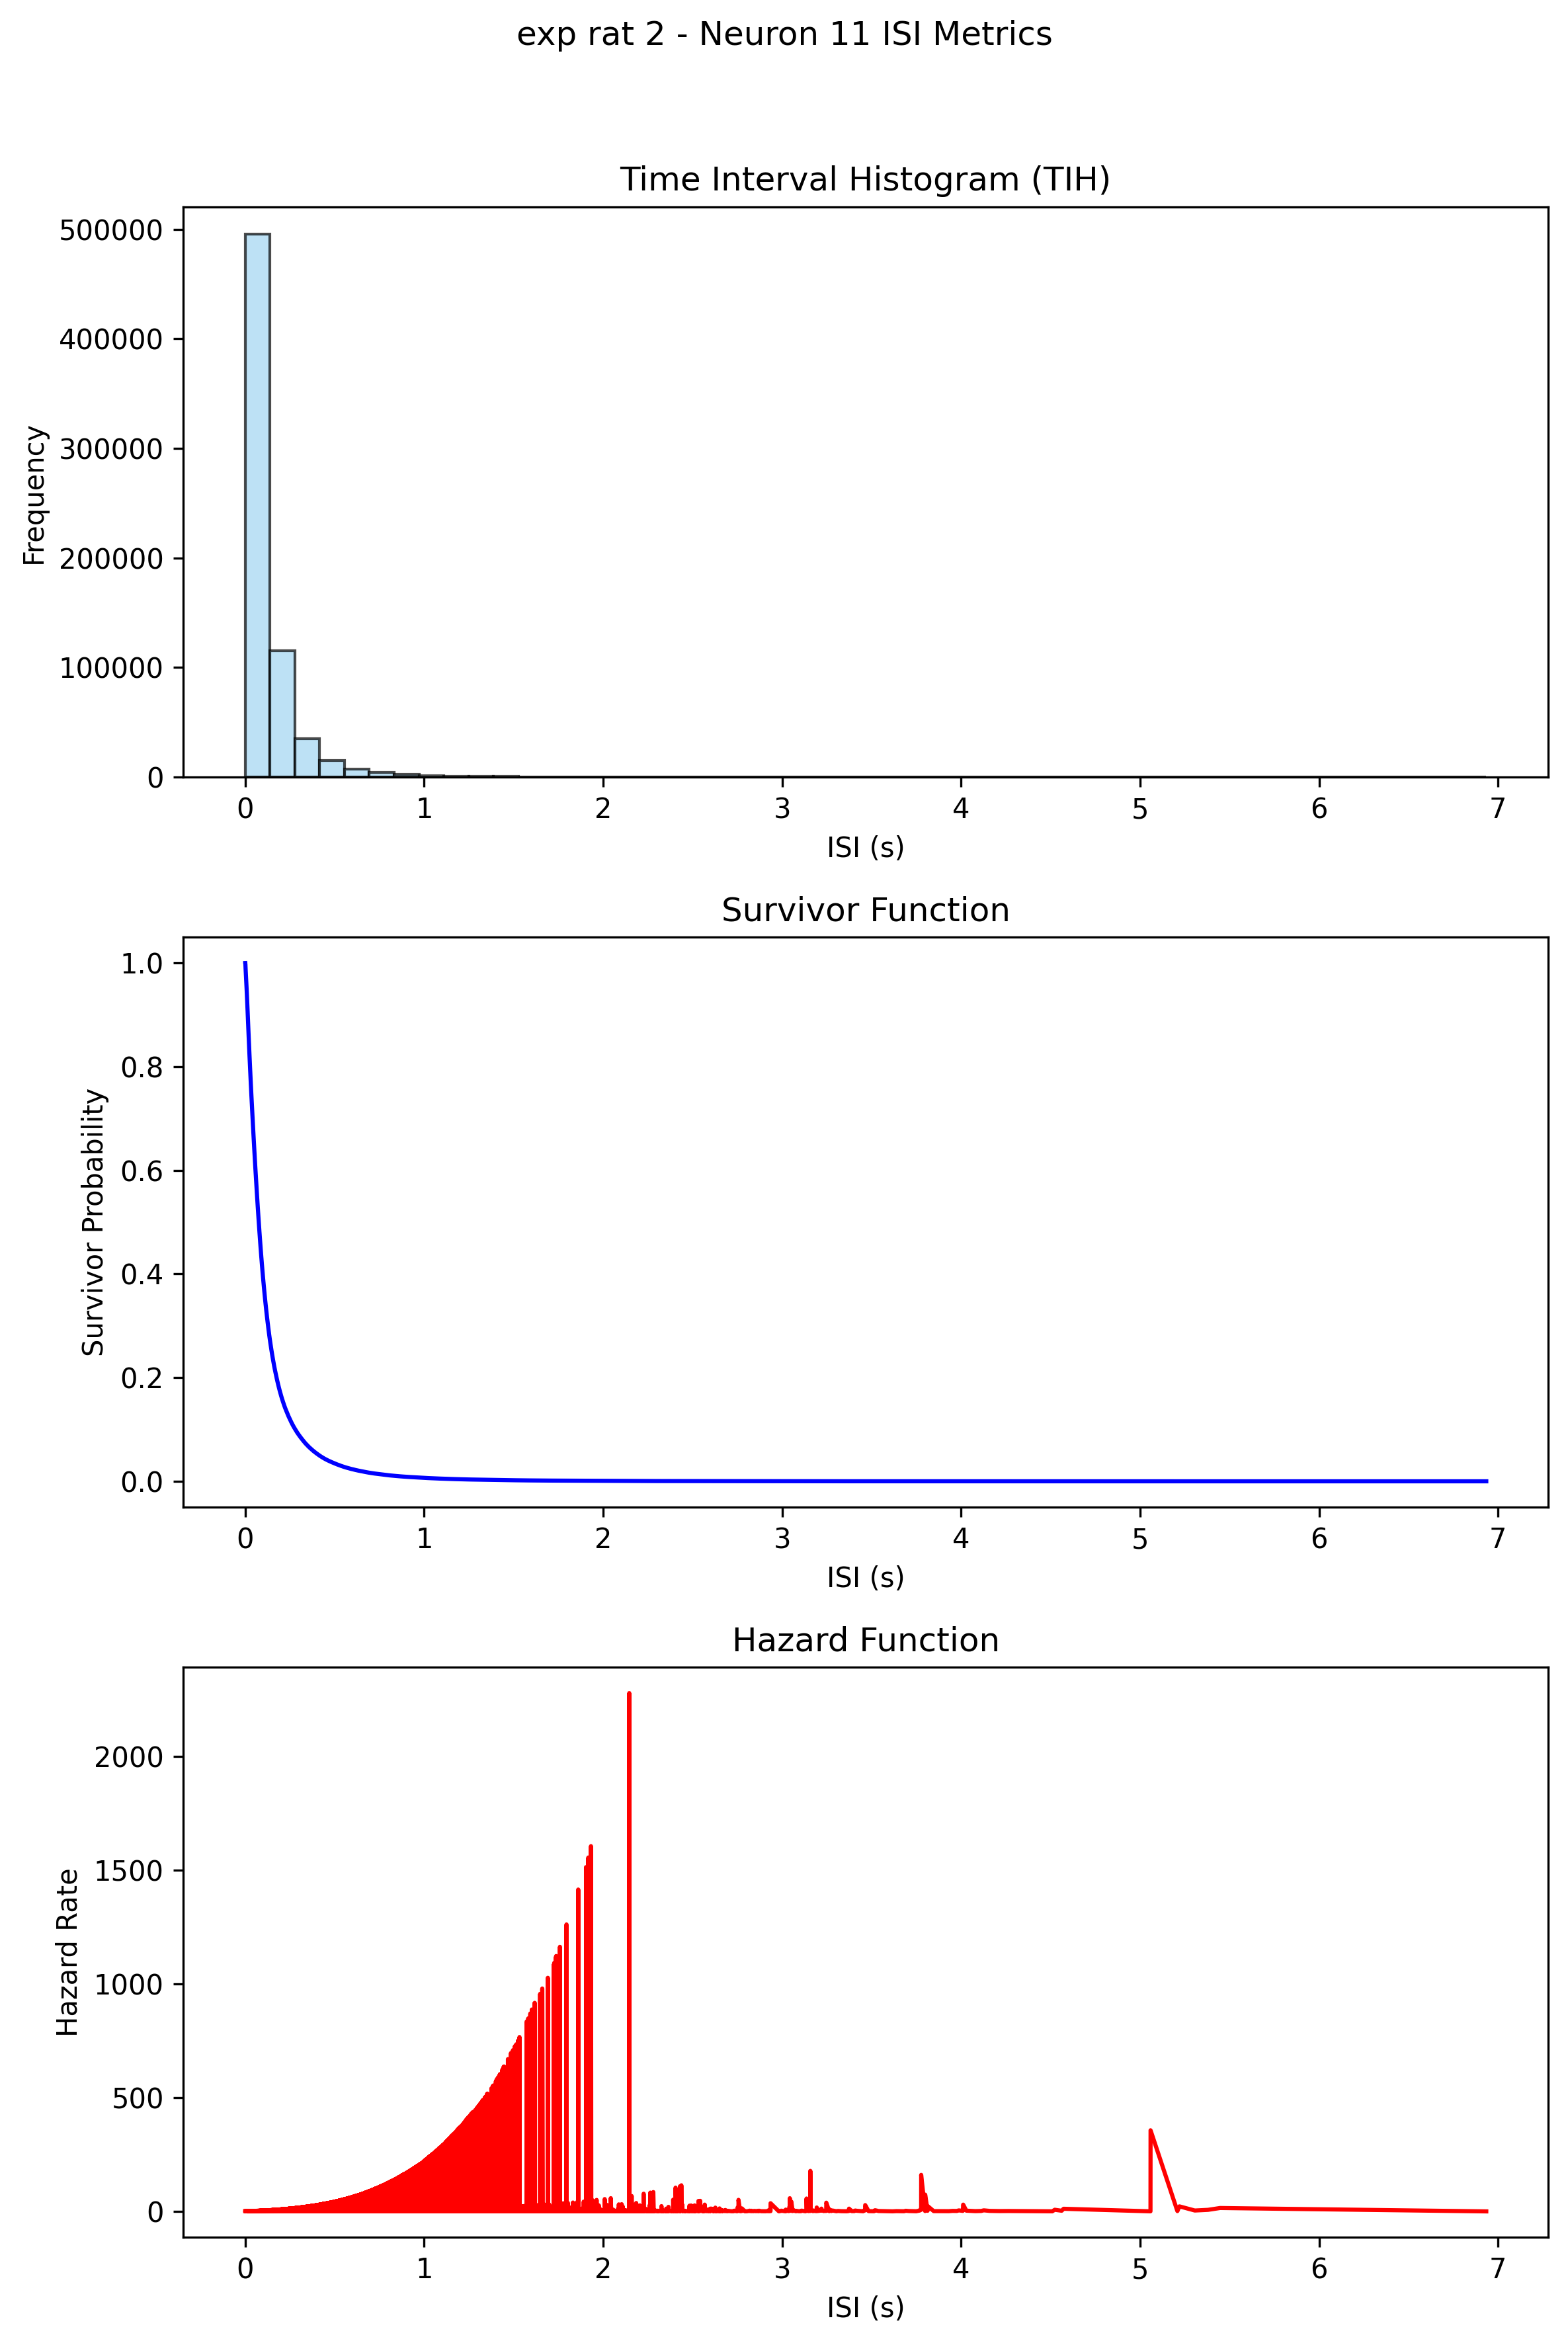 exp rat 2 - Neuron 11 ISI Metrics
Time Interval Histogram (TIH)
500000
400000
300000
200000
100000
0
Frequency
0 1 2 3 4 5 6 7
ISI (s)
Survivor Function
1.0
0.8
0.6
0.4
0.2
0.0
Survivor Probability
0 1 2 3 4 5 6 7
ISI (s)
Hazard Function
2000
1500
1000
500
0
Hazard Rate
0 1 2 3 4 5 6 7
ISI (s)